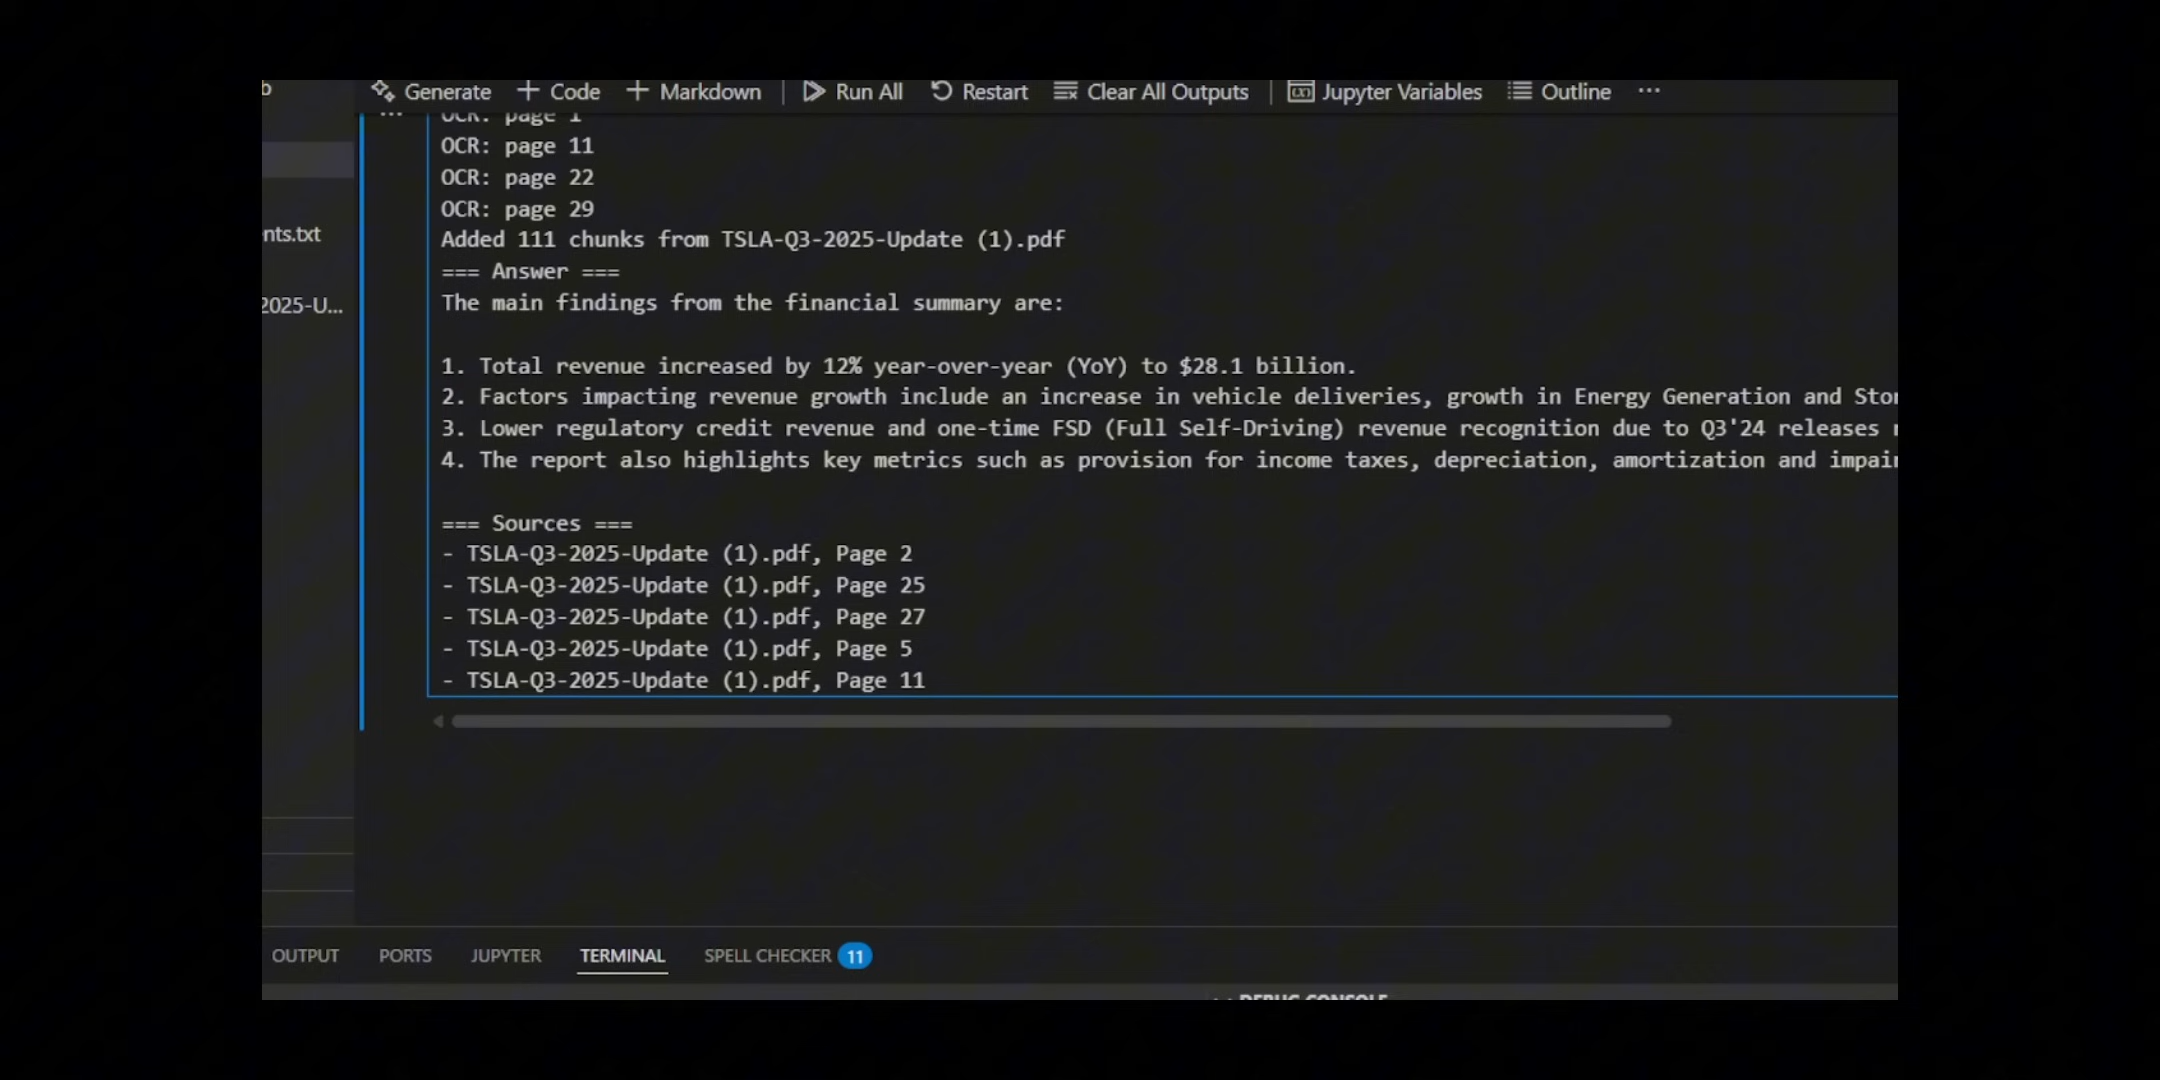 b
Generate Code Markdown Run All Restart Clear All Outputs Jupyter Variables Outline ...
OCR: page 1
OCR: page 11
OCR: page 22
OCR: page 29
nts.txt
Added 111 chunks from TSLA-Q3-2025-Update (1).pdf
=== Answer ===
The main findings from the financial summary are:
2025-U...
1. Total revenue increased by 12% year-over-year (YoY) to $28.1 billion.
2. Factors impacting revenue growth include an increase in vehicle deliveries, growth in Energy Generation and Stor
3. Lower regulatory credit revenue and one-time FSD (Full Self-Driving) revenue recognition due to Q3'24 releases
4. The report also highlights key metrics such as provision for income taxes, depreciation, amortization and impair
=== Sources ===
- TSLA-Q3-2025-Update (1).pdf, Page 2
- TSLA-Q3-2025-Update (1).pdf, Page 25
- TSLA-Q3-2025-Update (1).pdf, Page 27
- TSLA-Q3-2025-Update (1).pdf, Page 5
- TSLA-Q3-2025-Update (1).pdf, Page 11
OUTPUT PORTS JUPYTER TERMINAL SPELL CHECKER 11
DEBUG CONSOLE